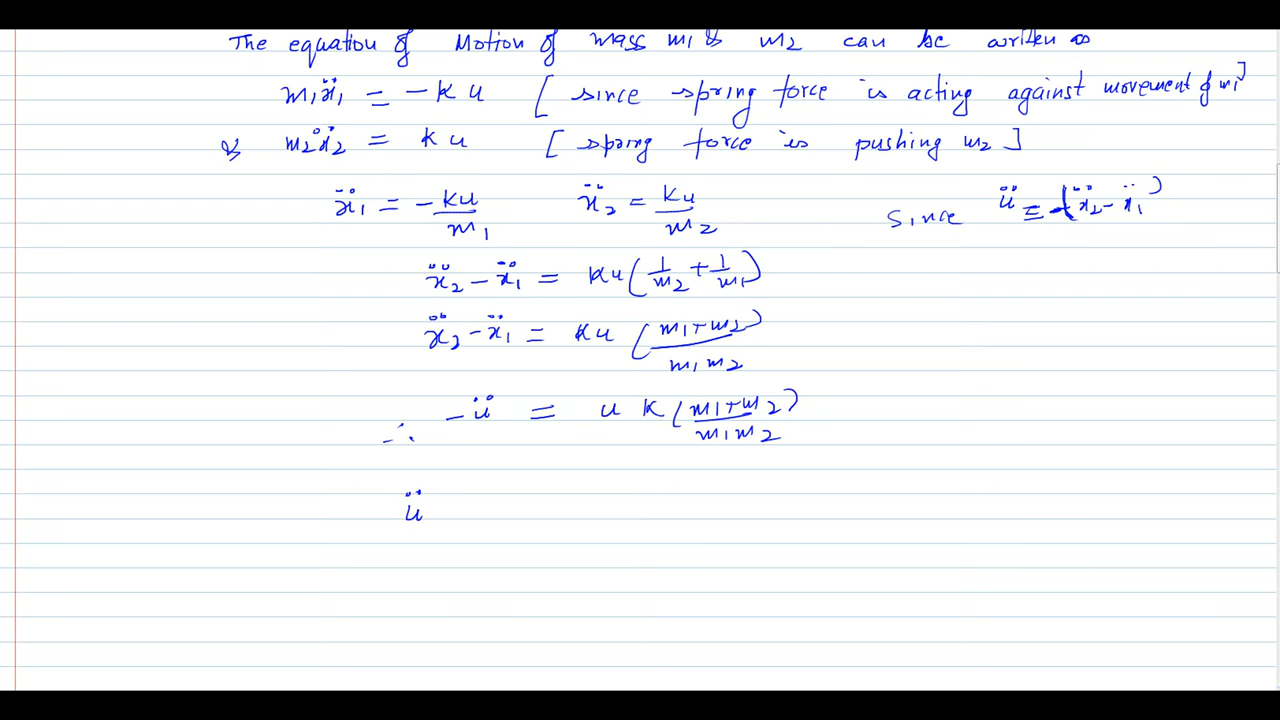 The equation of Motion of mass m₁ & m₂ can be written as
m₁ẍ₁ = -ku [since spring force is acting against movement of m₁]
& m₂ẍ₂ = ku [spring force is pushing m₂]
ẍ₁ = -ku/m₁ ẍ₂ = ku/m₂ Since ü = -(ẍ₂-ẍ₁)
ẍ₂ - ẍ₁ = ku(1/m₂ + 1/m₁)
ẍ₂ - ẍ₁ = ku (m₁+m₂)/m₁m₂
∴ -ü = u k (m₁+m₂)/m₁m₂
ü